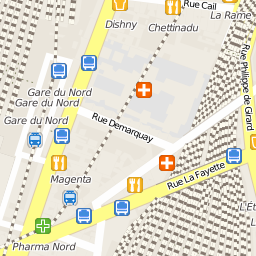 Rue Cail
La Rame
Dishny
Chettinadu
Rue Philippe de Girard
Gare du Nord
Gare du Nord
Gare du Nord
Rue Demarquay
Magenta
Rue La Fayette
L'Et
Pharma Nord